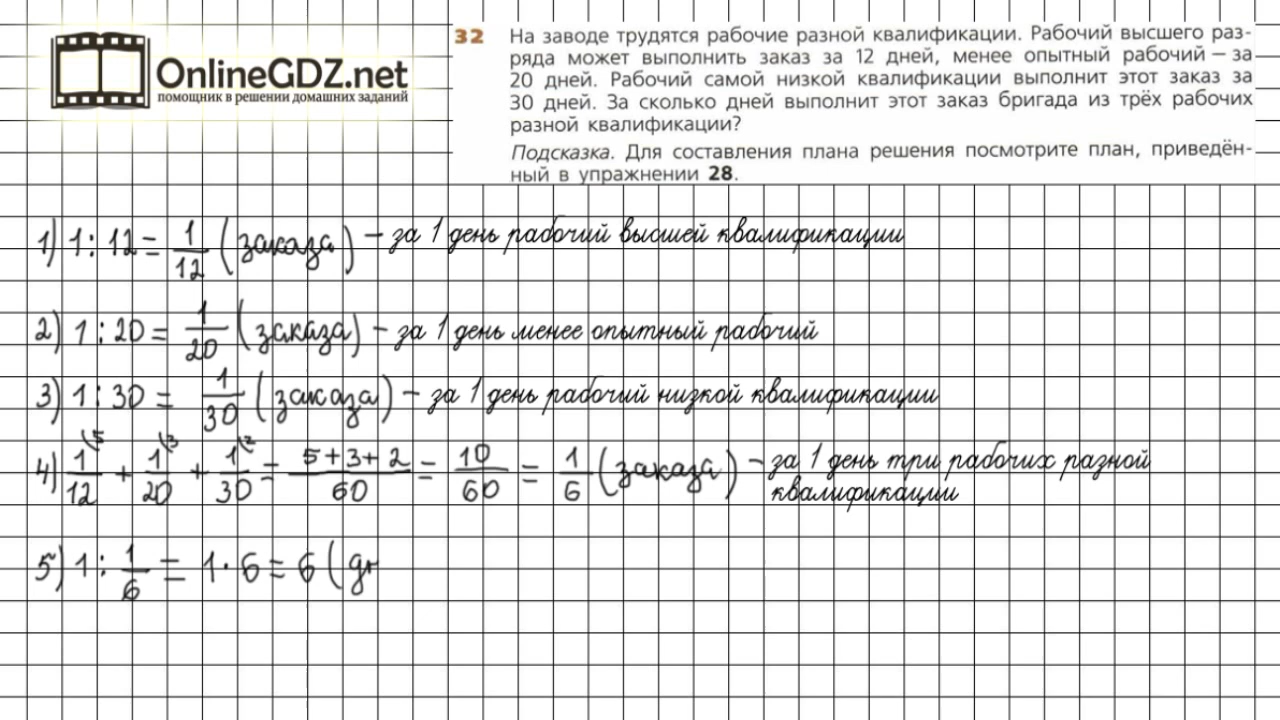 OnlineGDZ.net
помощник в решении домашних заданий
32 На заводе трудятся рабочие разной квалификации. Рабочий высшего раз-
ряда может выполнить заказ за 12 дней, менее опытный рабочий — за
20 дней. Рабочий самой низкой квалификации выполнит этот заказ за
30 дней. За сколько дней выполнит этот заказ бригада из трёх рабочих
разной квалификации?
Подсказка. Для составления плана решения посмотрите план, приведён-
ный в упражнении 28.
1) 1 : 12 = 1/12 (заказа) – за 1 день рабочий высшей квалификации
2) 1 : 20 = 1/20 (заказа) – за 1 день менее опытный рабочий
3) 1 : 30 = 1/30 (заказа) – за 1 день рабочий низкой квалификации
4) 1\5/12 + 1\3/20 + 1\2/30 = 5+3+2/60 = 10/60 = 1/6 (заказа) – за 1 день три рабочих разной
квалификации
5) 1 : 1/6 = 1 · 6 = 6 (дн